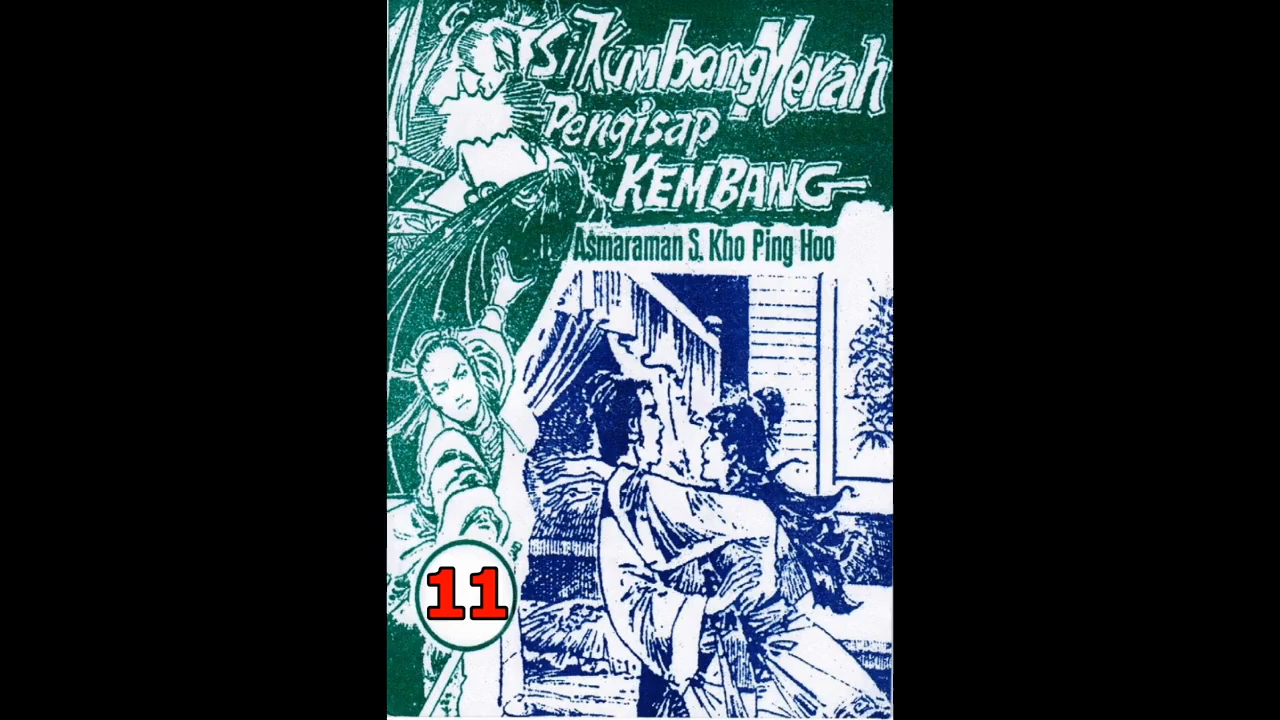 Si Kumbang Merah
Pengisap
KEMBANG
Asmaraman S. Kho Ping Hoo
11